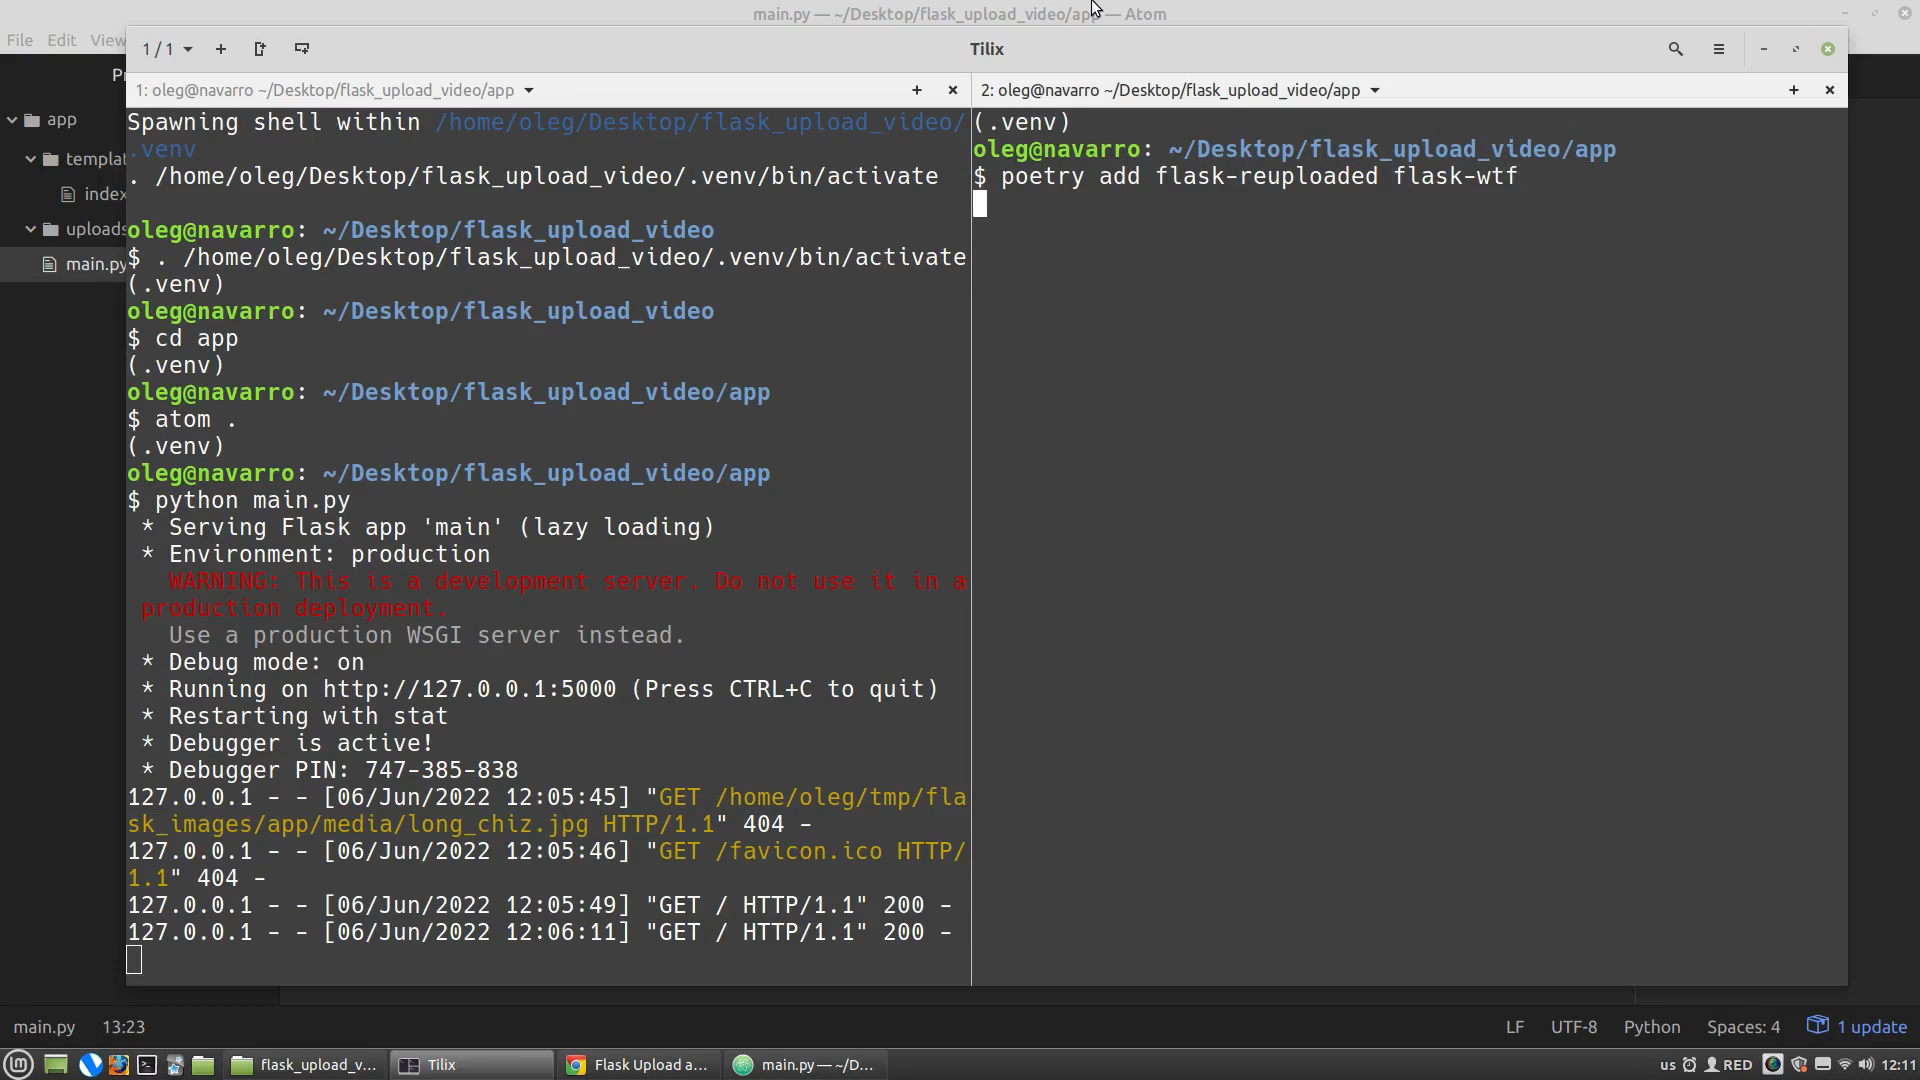 main.py — ~/Desktop/flask_upload_video/app — Atom
File Edit View
1 / 1
Tilix
1: oleg@navarro ~/Desktop/flask_upload_video/app
2: oleg@navarro ~/Desktop/flask_upload_video/app
app
index
uploads
main.py
Spawning shell within /home/oleg/Desktop/flask_upload_video/
.venv
. /home/oleg/Desktop/flask_upload_video/.venv/bin/activate
oleg@navarro: ~/Desktop/flask_upload_video
$ . /home/oleg/Desktop/flask_upload_video/.venv/bin/activate
(.venv)
oleg@navarro: ~/Desktop/flask_upload_video
$ cd app
(.venv)
oleg@navarro: ~/Desktop/flask_upload_video/app
$ atom .
(.venv)
oleg@navarro: ~/Desktop/flask_upload_video/app
$ python main.py
* Serving Flask app 'main' (lazy loading)
* Environment: production
WARNING: This is a development server. Do not use it in a
production deployment.
Use a production WSGI server instead.
* Debug mode: on
* Running on http://127.0.0.1:5000 (Press CTRL+C to quit)
* Restarting with stat
* Debugger is active!
* Debugger PIN: 747-385-838
127.0.0.1 - - [06/Jun/2022 12:05:45] "GET /home/oleg/tmp/fla
sk_images/app/media/long_chiz.jpg HTTP/1.1" 404 -
127.0.0.1 - - [06/Jun/2022 12:05:46] "GET /favicon.ico HTTP/
1.1" 404 -
127.0.0.1 - - [06/Jun/2022 12:05:49] "GET / HTTP/1.1" 200 -
127.0.0.1 - - [06/Jun/2022 12:06:11] "GET / HTTP/1.1" 200 -
(.venv)
oleg@navarro: ~/Desktop/flask_upload_video/app
$ poetry add flask-reuploaded flask-wtf
main.py 13:23
LF UTF-8 Python Spaces: 4 1 update
flask_upload_v...
Tilix
Flask Upload a...
main.py — ~/D...
us RED 12:11